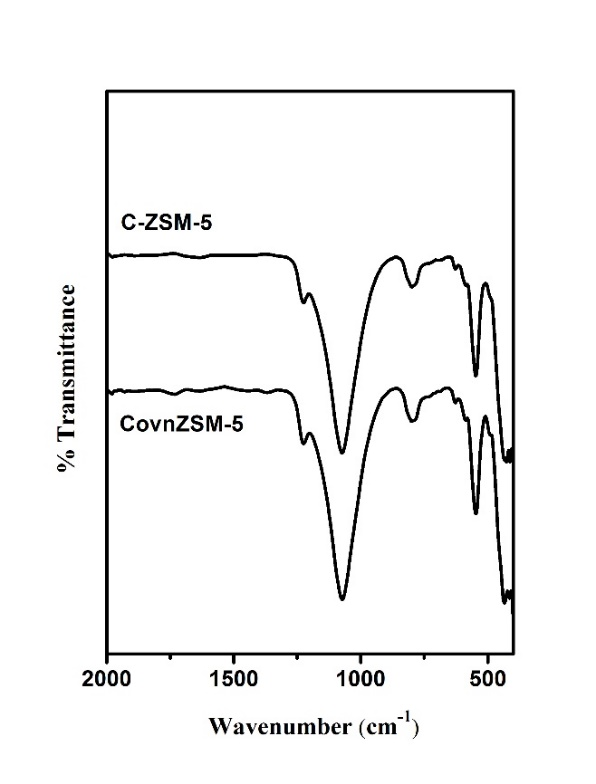 C-ZSM-5
CovnZSM-5
% Transmittance
2000 1500 1000 500
Wavenumber (cm⁻¹)